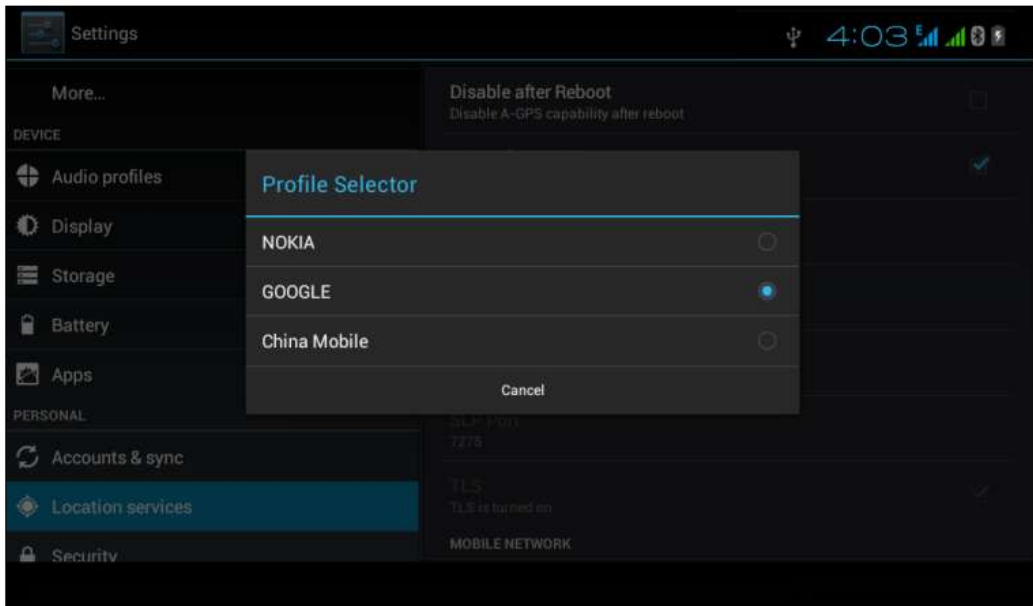 Settings
4:03
E
More...
DEVICE
Audio profiles
Display
Storage
Battery
Apps
PERSONAL
Accounts & sync
Location services
Security
Disable after Reboot
Disable A-GPS capability after reboot
Profile Selector
NOKIA
GOOGLE
China Mobile
Cancel
SLP Port
7275
TLS
TLS is turned on
MOBILE NETWORK